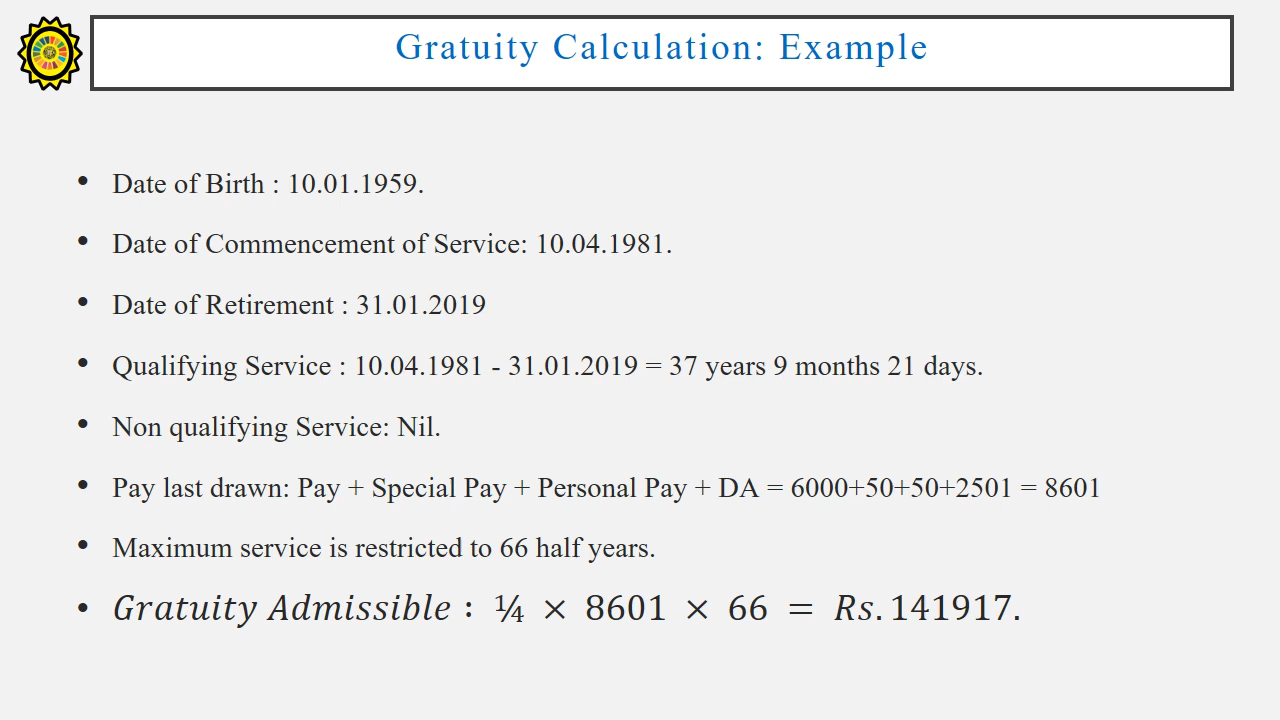 Gratuity Calculation: Example
• Date of Birth : 10.01.1959.
• Date of Commencement of Service: 10.04.1981.
• Date of Retirement : 31.01.2019
• Qualifying Service : 10.04.1981 - 31.01.2019 = 37 years 9 months 21 days.
• Non qualifying Service: Nil.
• Pay last drawn: Pay + Special Pay + Personal Pay + DA = 6000+50+50+2501 = 8601
• Maximum service is restricted to 66 half years.
• Gratuity Admissible : ¼ × 8601 × 66 = Rs. 141917.